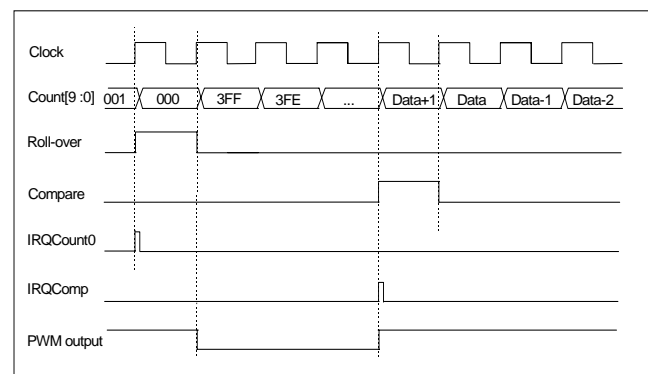 Clock
Count[9 :0] 001 000 3FF 3FE ... Data+1 Data Data-1 Data-2
Roll-over
Compare
IRQCount0
IRQComp
PWM output